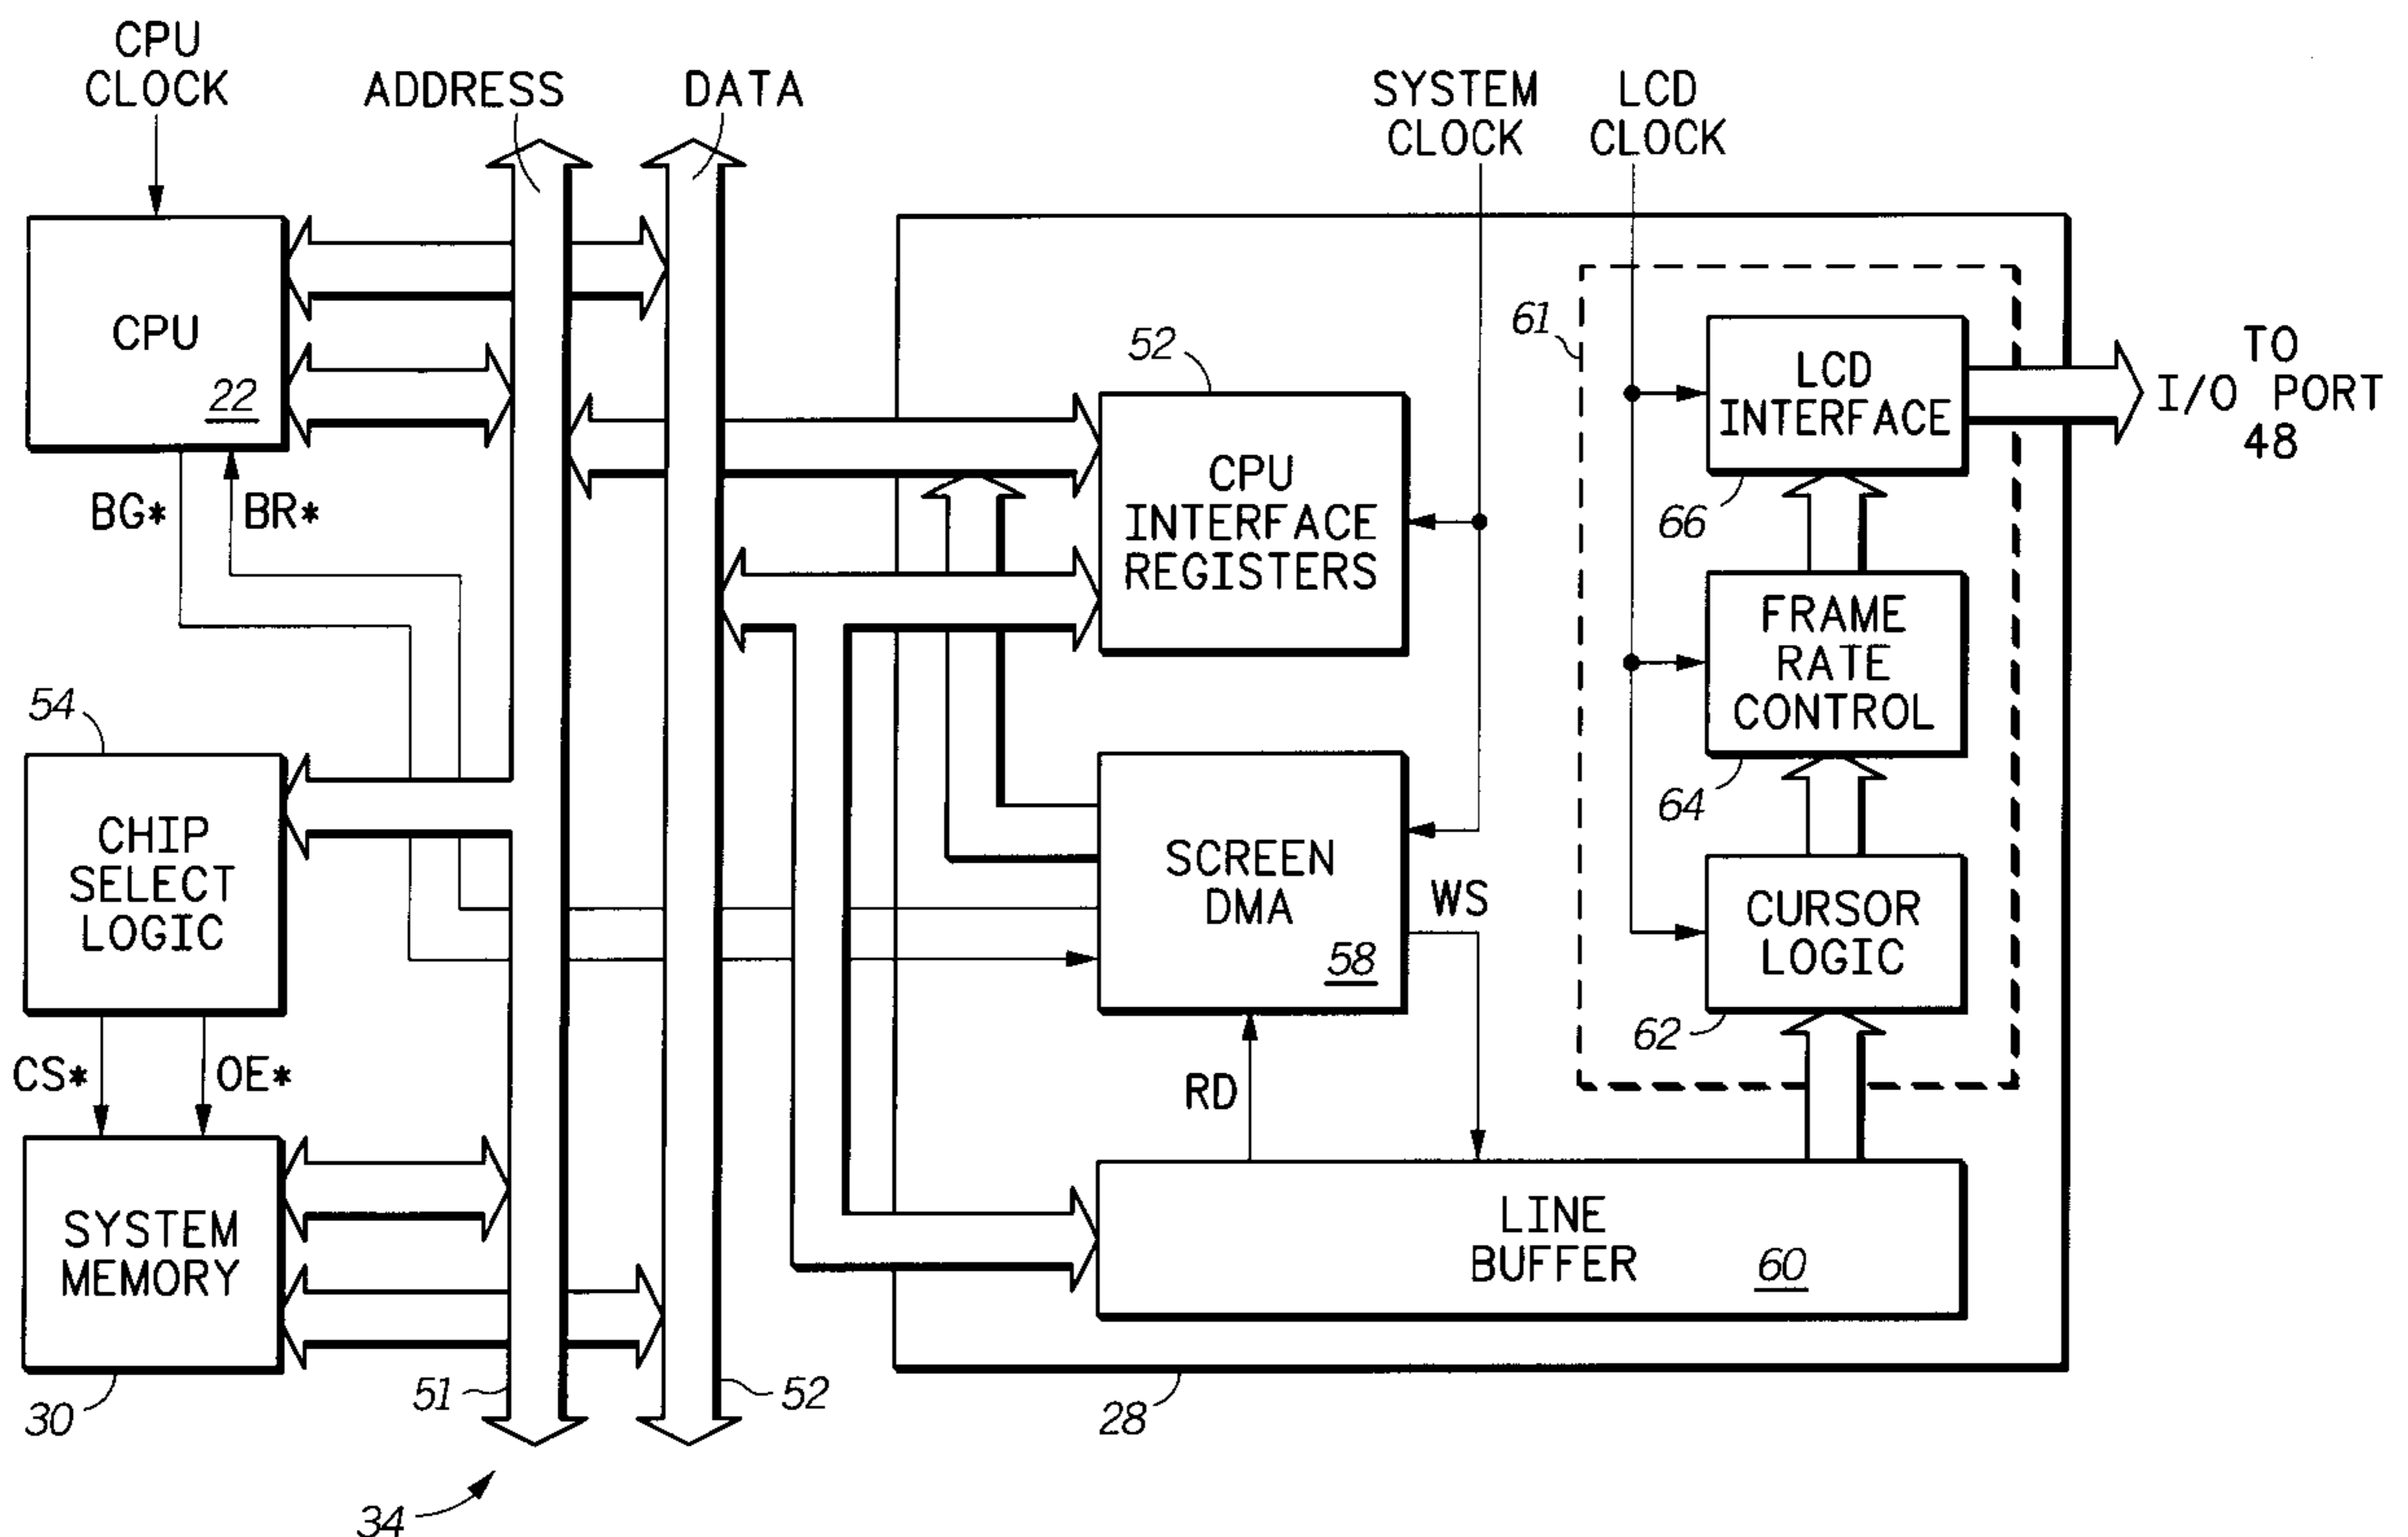 CPU
CLOCK
ADDRESS
DATA
SYSTEM
CLOCK
LCD
CLOCK
CPU
22
BG*
BR*
54
CHIP
SELECT
LOGIC
CS*
OE*
SYSTEM
MEMORY
30
51
52
34
52
CPU
INTERFACE
REGISTERS
SCREEN
DMA
58
WS
RD
LINE
BUFFER
60
28
61
LCD
INTERFACE
66
FRAME
RATE
CONTROL
64
CURSOR
LOGIC
62
TO
I/O PORT
48